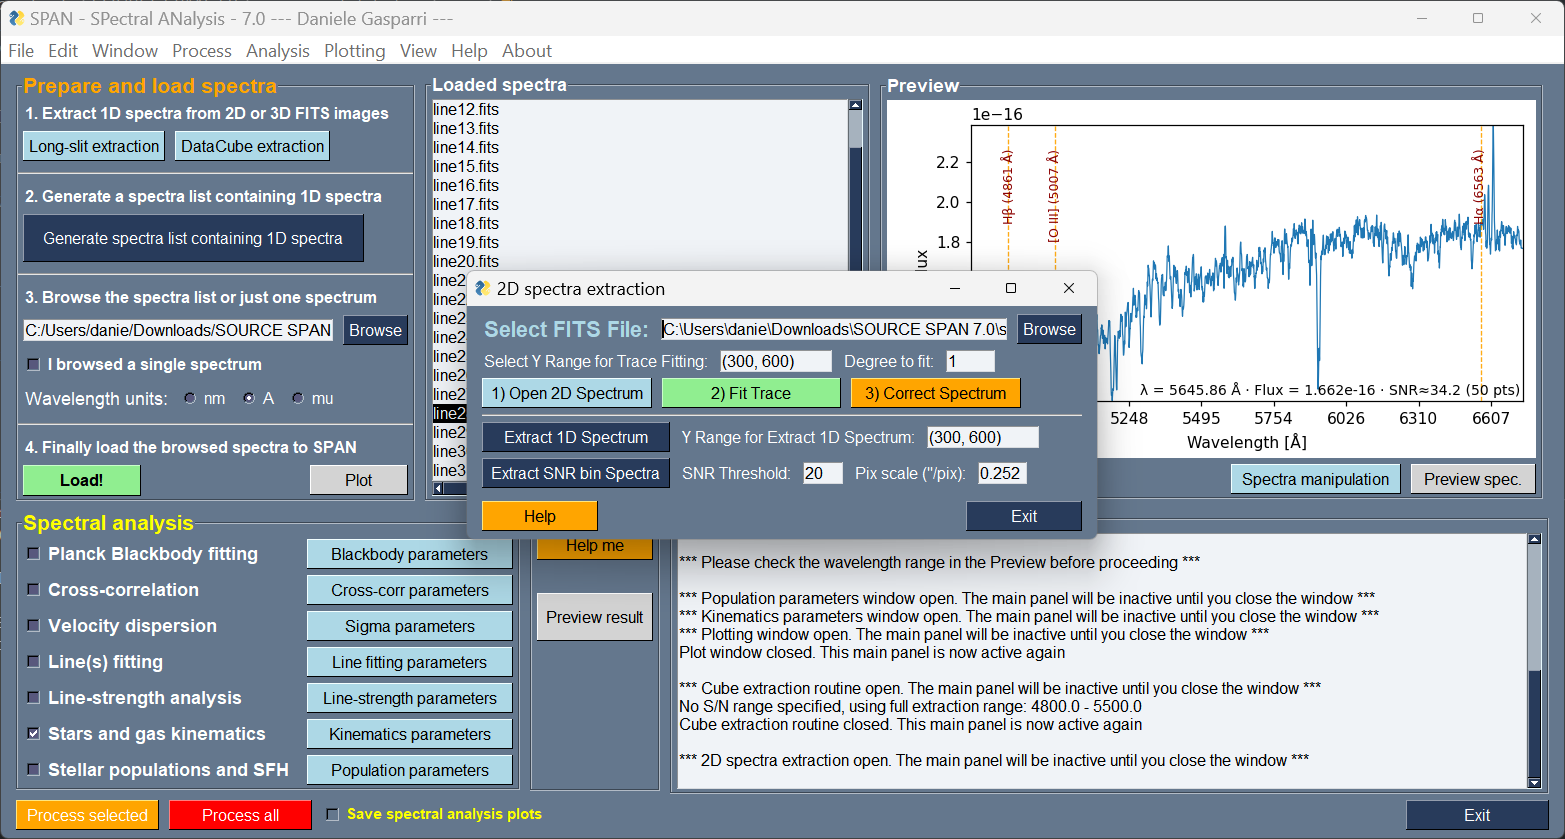 SPAN - SPectral ANalysis - 7.0 --- Daniele Gasparri ---
File Edit Window Process Analysis Plotting View Help About
Prepare and load spectra
1. Extract 1D spectra from 2D or 3D FITS images
Long-slit extraction DataCube extraction
2. Generate a spectra list containing 1D spectra
Generate spectra list containing 1D spectra
3. Browse the spectra list or just one spectrum
C:/Users/danie/Downloads/SOURCE SPAN Browse
I browsed a single spectrum
Wavelength units: nm A mu
4. Finally load the browsed spectra to SPAN
Load! Plot
Loaded spectra
line12.fits
line13.fits
line14.fits
line15.fits
line16.fits
line17.fits
line18.fits
line19.fits
line20.fits
line2
line2
line2
line2
line2
line2
line2
line2
line2
line3
line3
Preview
1e−16
2.2
2.0
1.8
lux
Hβ (4861 Å)
[O III] (5007 Å)
Hα (6563 Å)
λ = 5645.86 Å · Flux = 1.662e-16 · SNR≈34.2 (50 pts)
5248 5495 5754 6026 6310 6607
Wavelength [Å]
Spectra manipulation Preview spec.
2D spectra extraction
Select FITS File: C:\Users\danie\Downloads\SOURCE SPAN 7.0\s Browse
Select Y Range for Trace Fitting: (300, 600) Degree to fit: 1
1) Open 2D Spectrum 2) Fit Trace 3) Correct Spectrum
Extract 1D Spectrum Y Range for Extract 1D Spectrum: (300, 600)
Extract SNR bin Spectra SNR Threshold: 20 Pix scale ("/pix): 0.252
Help Exit
Spectral analysis
Planck Blackbody fitting Blackbody parameters
Cross-correlation Cross-corr parameters
Velocity dispersion Sigma parameters
Line(s) fitting Line fitting parameters
Line-strength analysis Line-strength parameters
Stars and gas kinematics Kinematics parameters
Stellar populations and SFH Population parameters
Help me
Preview result
*** Please check the wavelength range in the Preview before proceeding ***
*** Population parameters window open. The main panel will be inactive until you close the window ***
*** Kinematics parameters window open. The main panel will be inactive until you close the window ***
*** Plotting window open. The main panel will be inactive until you close the window ***
Plot window closed. This main panel is now active again
*** Cube extraction routine open. The main panel will be inactive until you close the window ***
No S/N range specified, using full extraction range: 4800.0 - 5500.0
Cube extraction routine closed. This main panel is now active again
*** 2D spectra extraction open. The main panel will be inactive until you close the window ***
Process selected Process all Save spectral analysis plots Exit